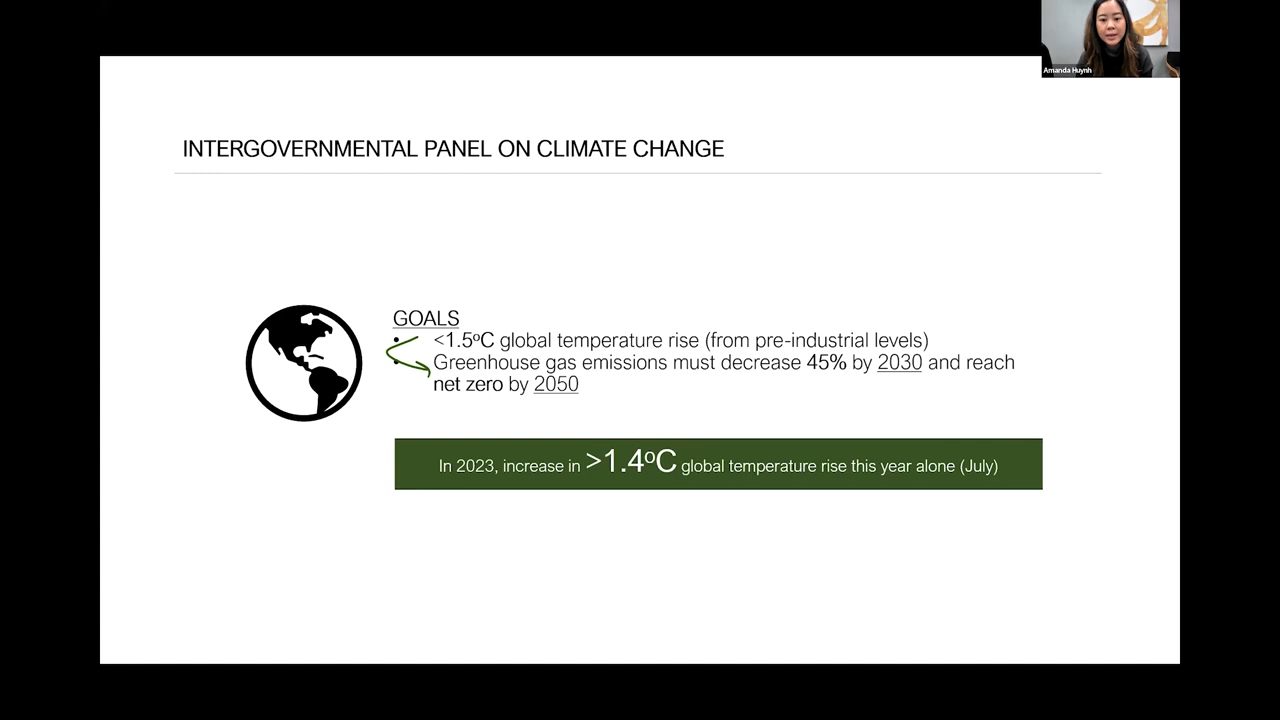 Amanda Huynh
INTERGOVERNMENTAL PANEL ON CLIMATE CHANGE
GOALS
• <1.5ºC global temperature rise (from pre-industrial levels)
• Greenhouse gas emissions must decrease 45% by 2030 and reach
net zero by 2050
In 2023, increase in >1.4ºC global temperature rise this year alone (July)